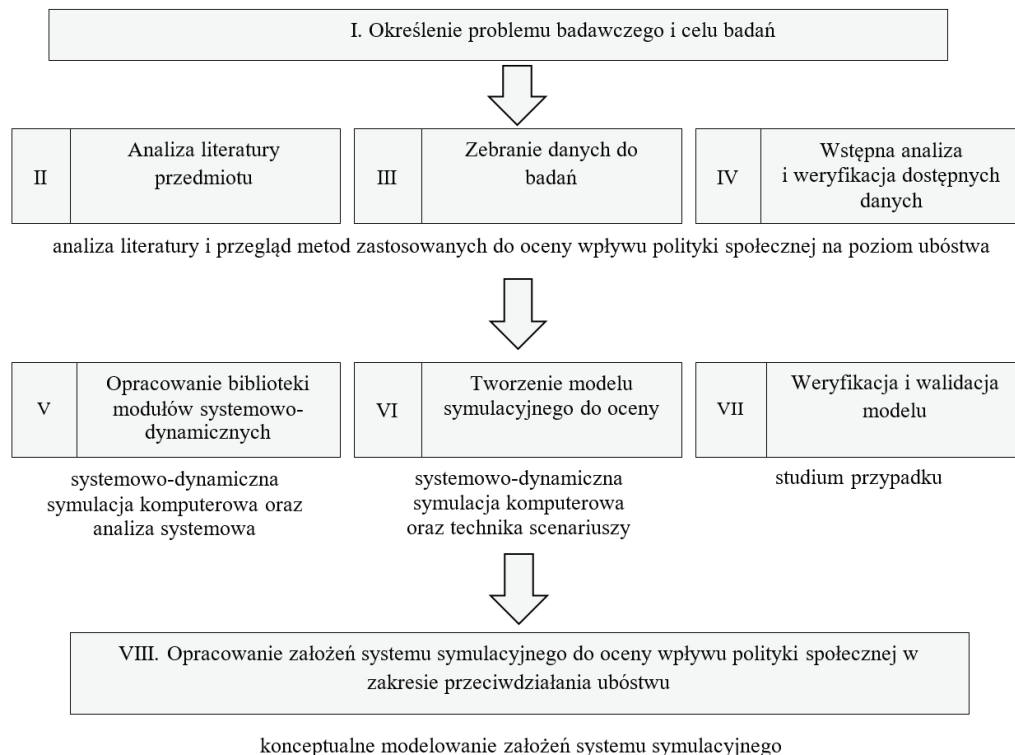 I. Określenie problemu badawczego i celu badań
II
Analiza literatury
przedmiotu
III
Zebranie danych do
badań
IV
Wstępna analiza
i weryfikacja dostępnych
danych
analiza literatury i przegląd metod zastosowanych do oceny wpływu polityki społecznej na poziom ubóstwa
V
Opracowanie biblioteki
modułów systemowo-
dynamicznych
VI
Tworzenie modelu
symulacyjnego do oceny
VII
Weryfikacja i walidacja
modelu
systemowo-dynamiczna
symulacja komputerowa oraz
analiza systemowa
systemowo-dynamiczna
symulacja komputerowa
oraz technika scenariuszy
studium przypadku
VIII. Opracowanie założeń systemu symulacyjnego do oceny wpływu polityki społecznej w
zakresie przeciwdziałania ubóstwu
konceptualne modelowanie założeń systemu symulacyjnego